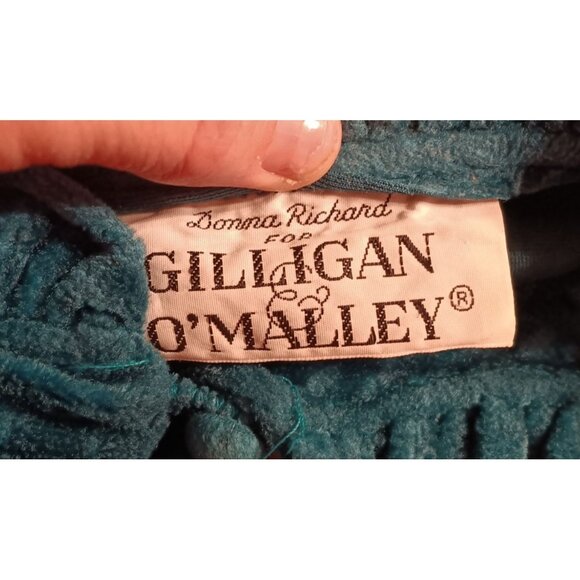 Donna Richard
FOR
GILLIGAN
&
O'MALLEY®